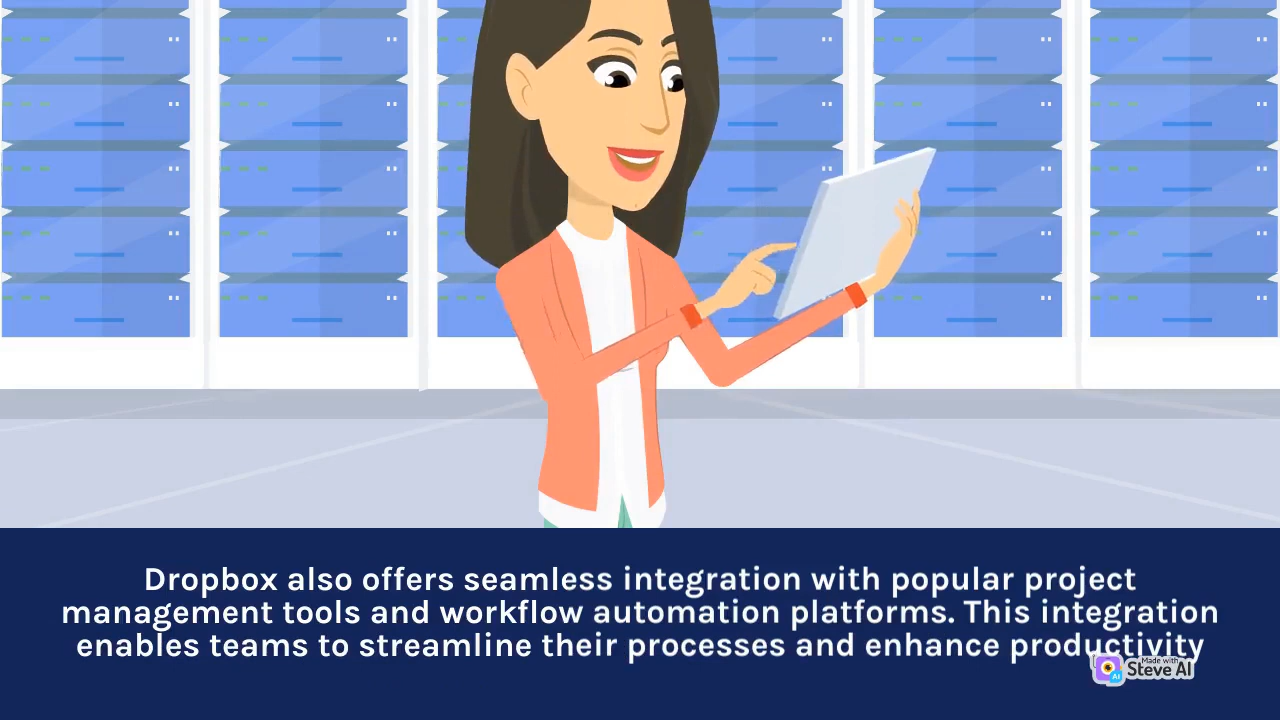 Dropbox also offers seamless integration with popular project
management tools and workflow automation platforms. This integration
enables teams to streamline their processes and enhance productivity
Made with
Steve AI
AI